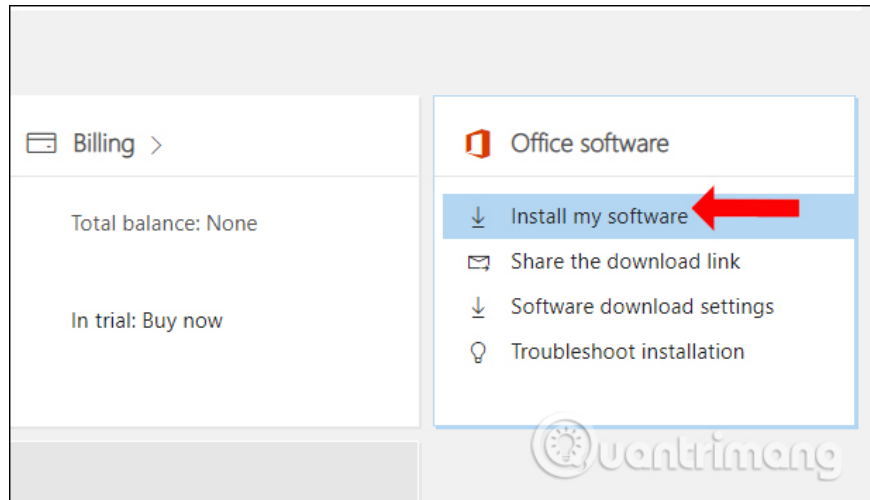 Billing >
Total balance: None
In trial: Buy now
Office software
Install my software
Share the download link
Software download settings
Troubleshoot installation
Quantrimang